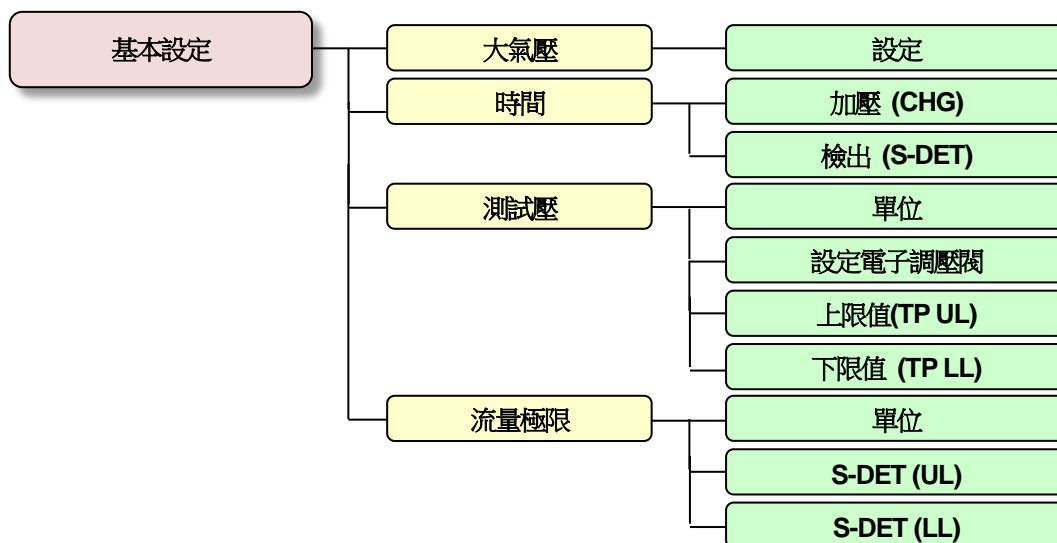 基本設定
大氣壓
設定
時間
加壓 (CHG)
檢出 (S-DET)
測試壓
單位
設定電子調壓閥
上限值(TP UL)
下限值 (TP LL)
流量極限
單位
S-DET (UL)
S-DET (LL)